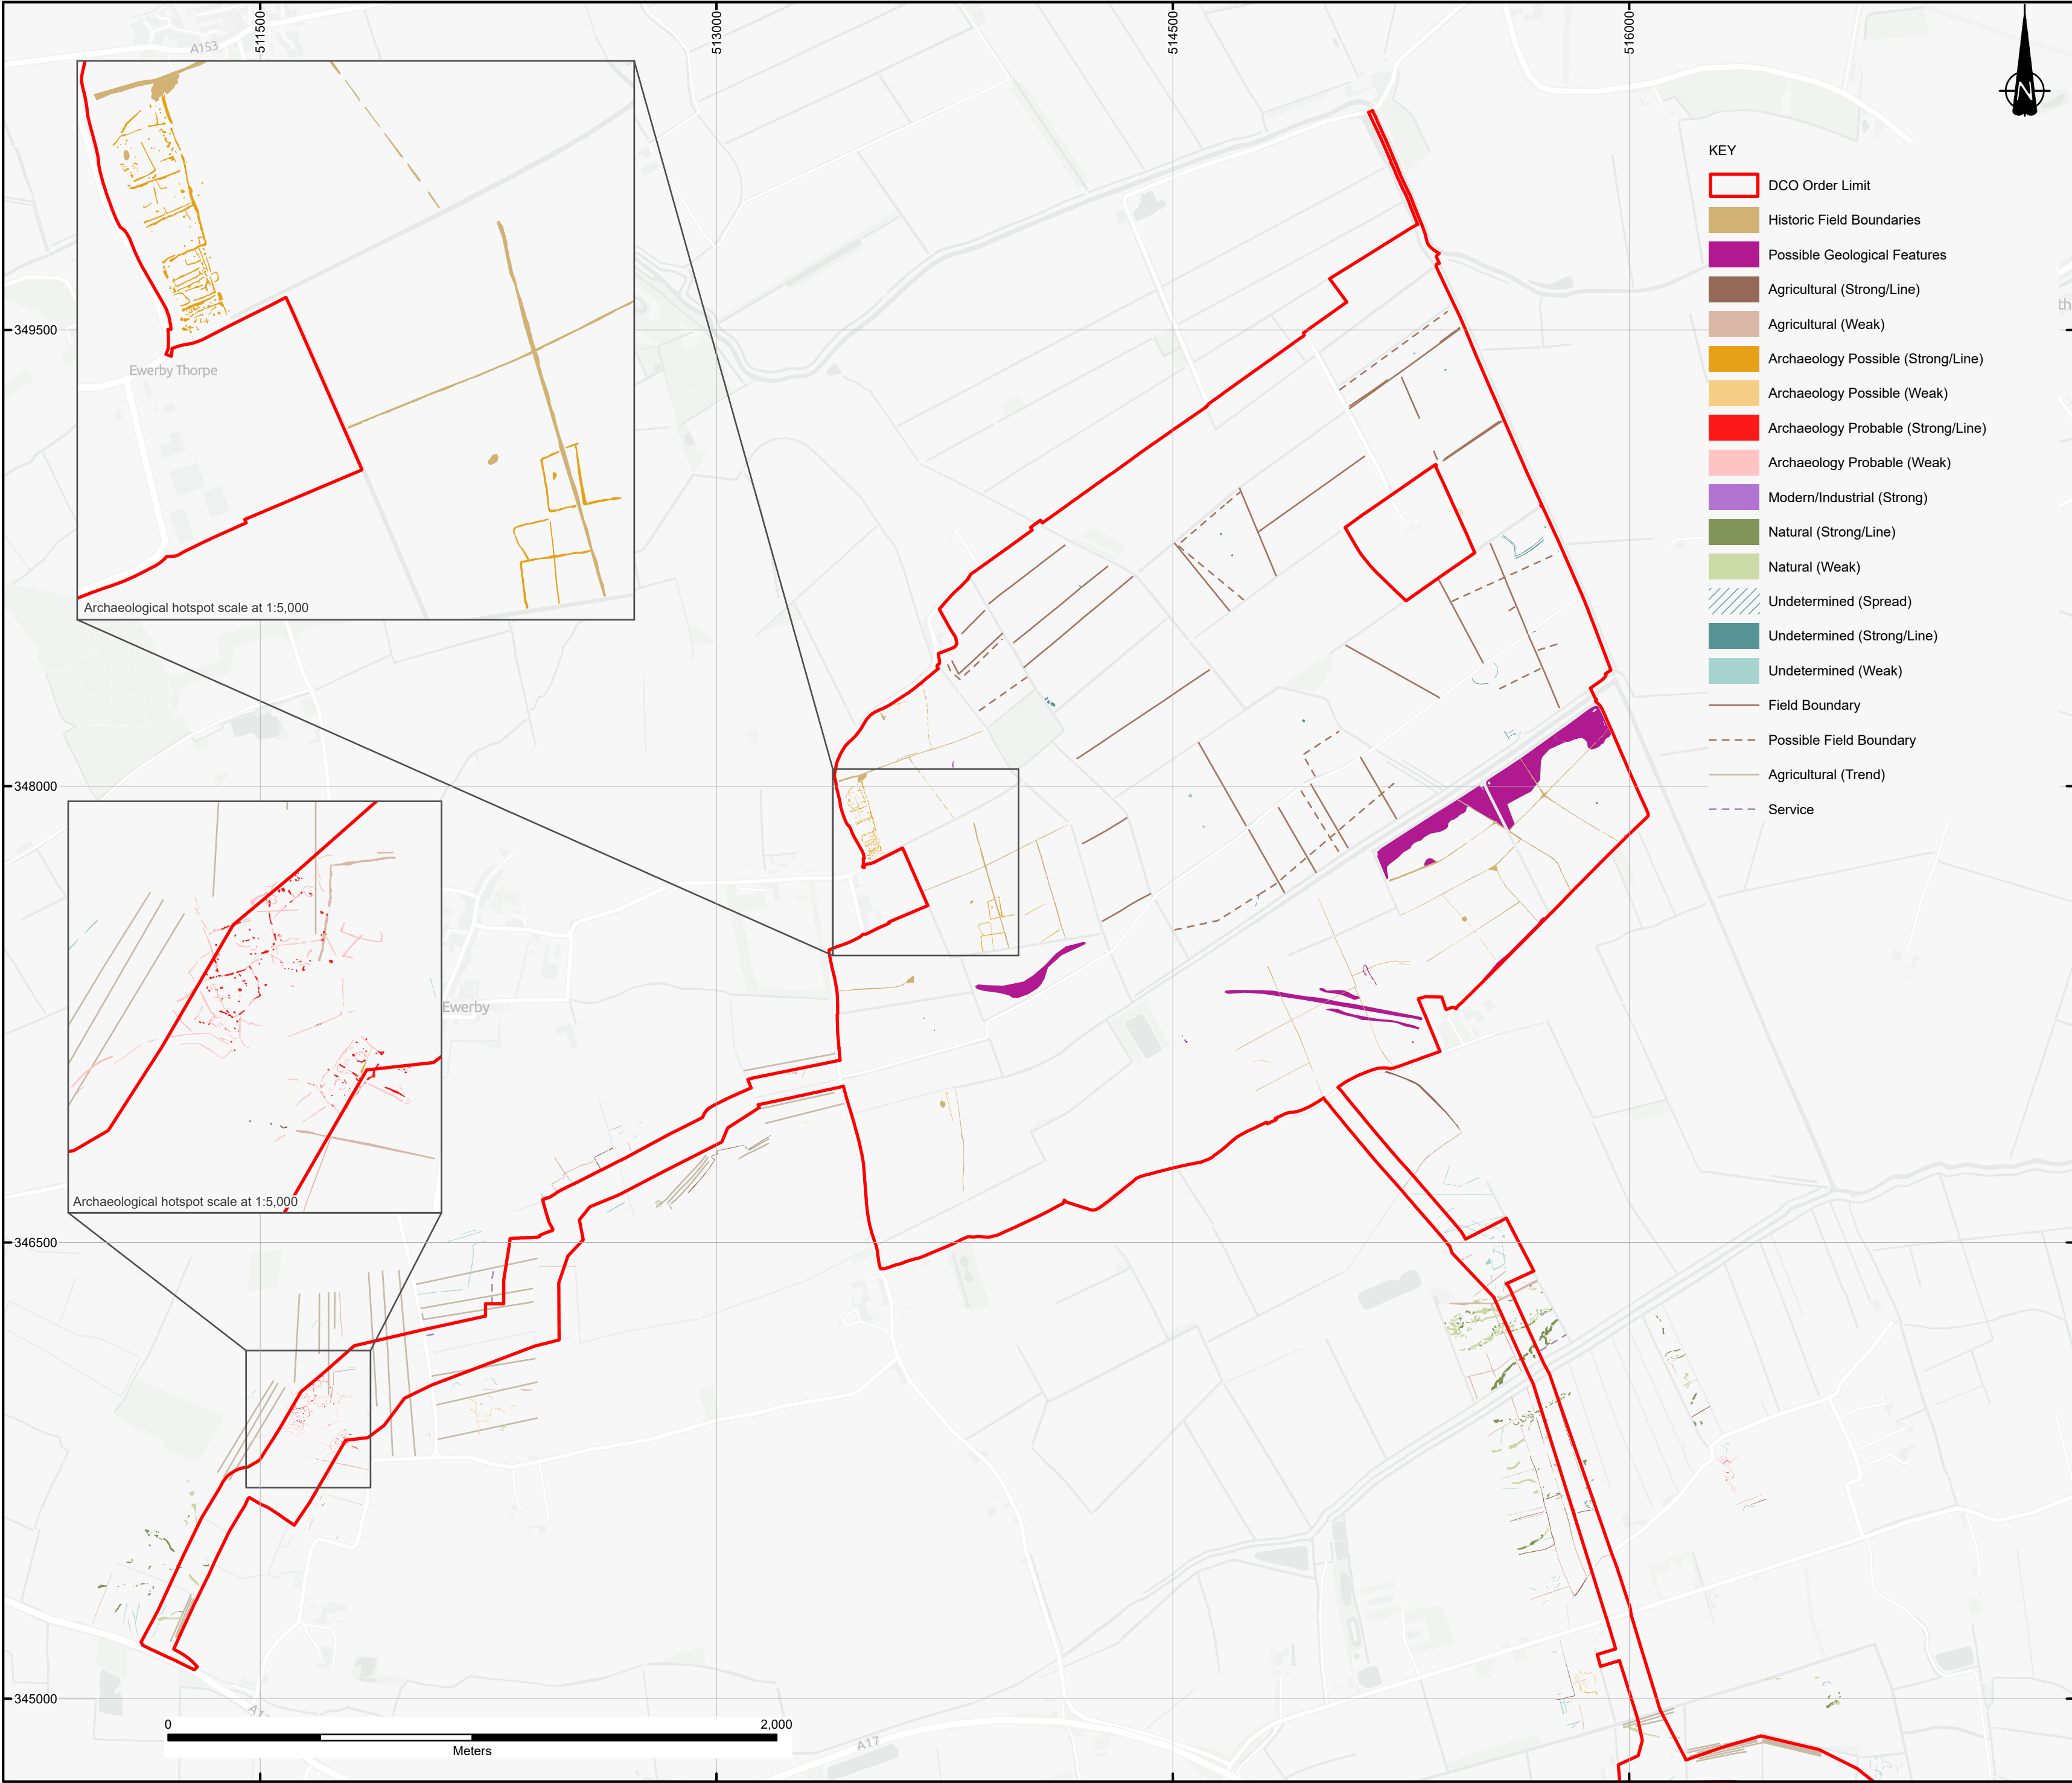 511500
513000
514500
516000
A153
N
KEY
DCO Order Limit
Historic Field Boundaries
Possible Geological Features
Agricultural (Strong/Line)
Agricultural (Weak)
Archaeology Possible (Strong/Line)
Archaeology Possible (Weak)
Archaeology Probable (Strong/Line)
Archaeology Probable (Weak)
Modern/Industrial (Strong)
Natural (Strong/Line)
Natural (Weak)
Undetermined (Spread)
Undetermined (Strong/Line)
Undetermined (Weak)
Field Boundary
Possible Field Boundary
Agricultural (Trend)
Service
349500
Ewerby Thorpe
Archaeological hotspot scale at 1:5,000
348000
Ewerby
Archaeological hotspot scale at 1:5,000
346500
345000
0 2,000
Meters
A17